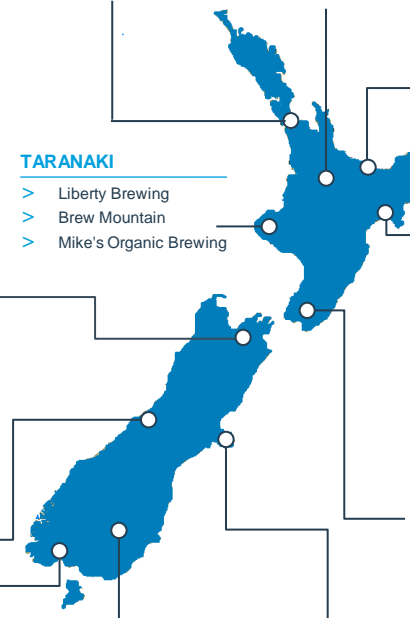 TARANAKI
> Liberty Brewing
> Brew Mountain
> Mike's Organic Brewing